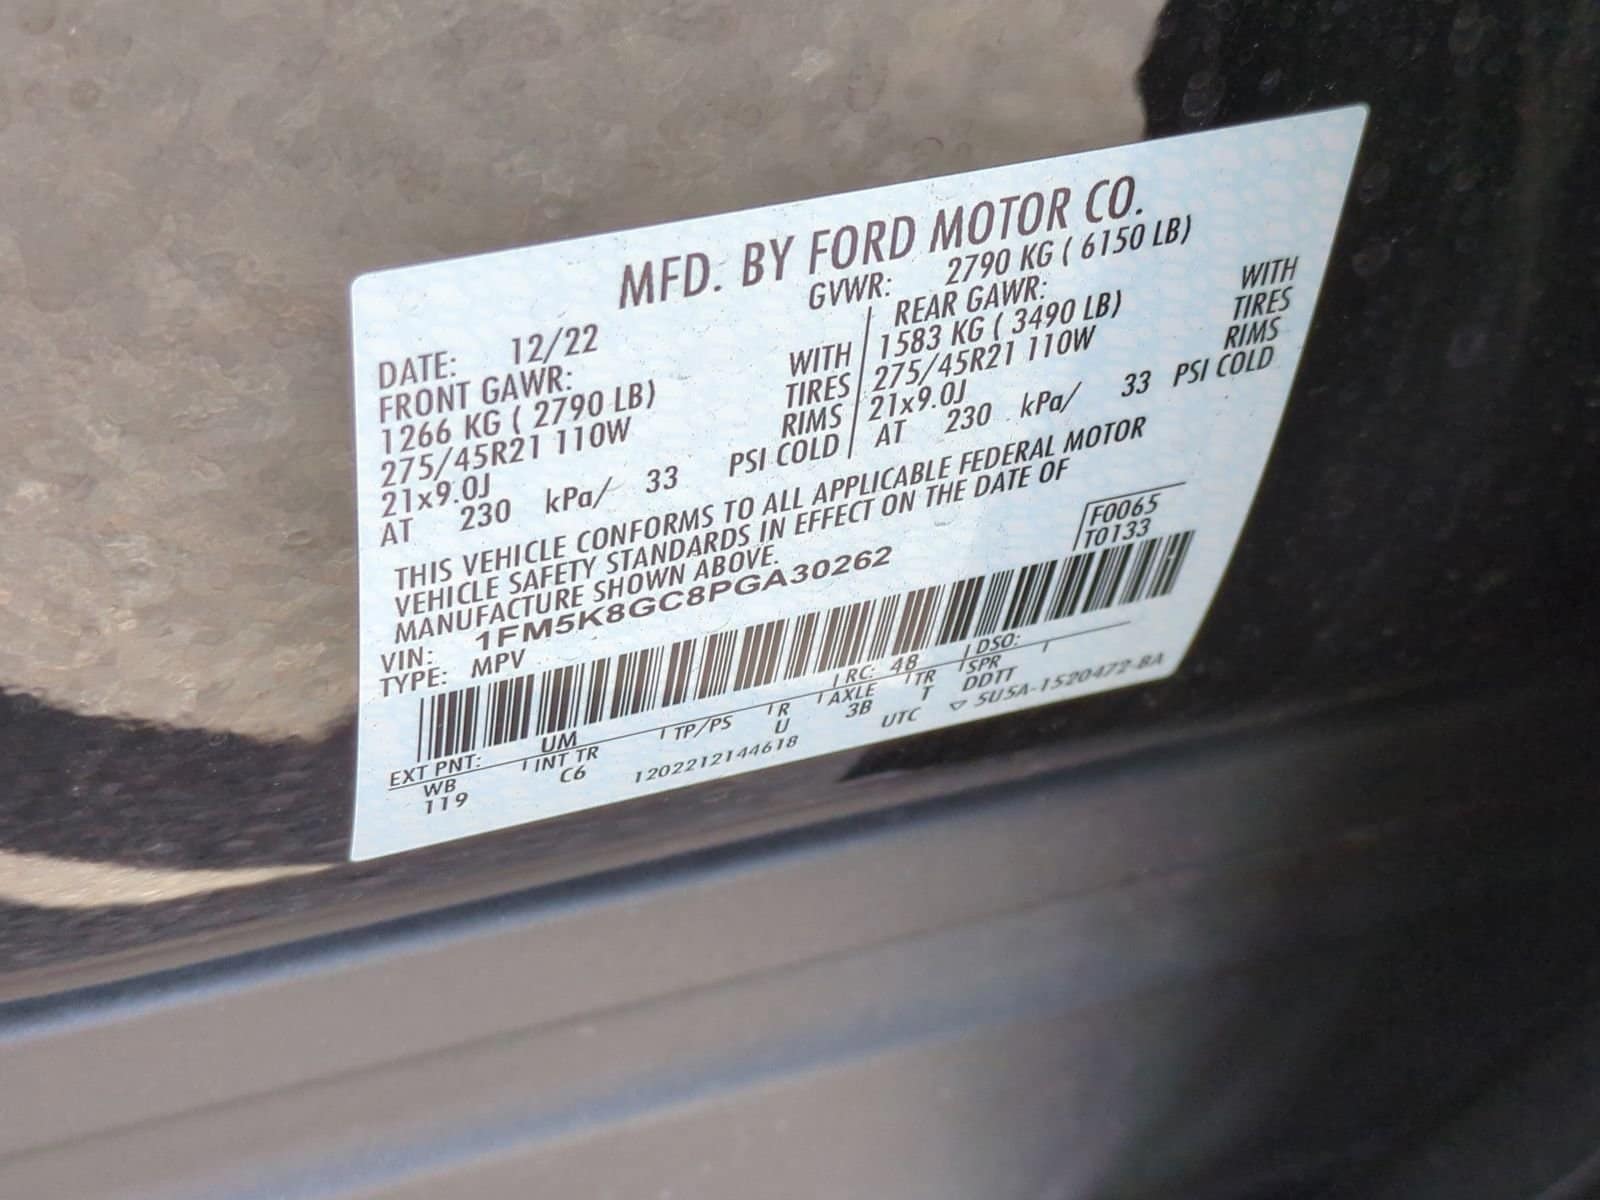 MFD. BY FORD MOTOR CO.
DATE: 12/22 GVWR: 2790 KG ( 6150 LB)
FRONT GAWR: REAR GAWR:
1266 KG ( 2790 LB) WITH 1583 KG ( 3490 LB) WITH
275/45R21 110W TIRES 275/45R21 110W TIRES
21x9.0J RIMS 21x9.0J RIMS
AT 230 kPa/ 33 PSI COLD AT 230 kPa/ 33 PSI COLD
THIS VEHICLE CONFORMS TO ALL APPLICABLE FEDERAL MOTOR
VEHICLE SAFETY STANDARDS IN EFFECT ON THE DATE OF
MANUFACTURE SHOWN ABOVE.
F0065
T0133
VIN: 1FM5K8GC8PGA30262
TYPE: MPV
EXT PNT: UM RC: 48 DSO:
WB INT TR TP/PS R AXLE TR SPR
119 C6 U 3B T DDTT
1202212144618 UTC ▽ 5U5A-1520472-BA